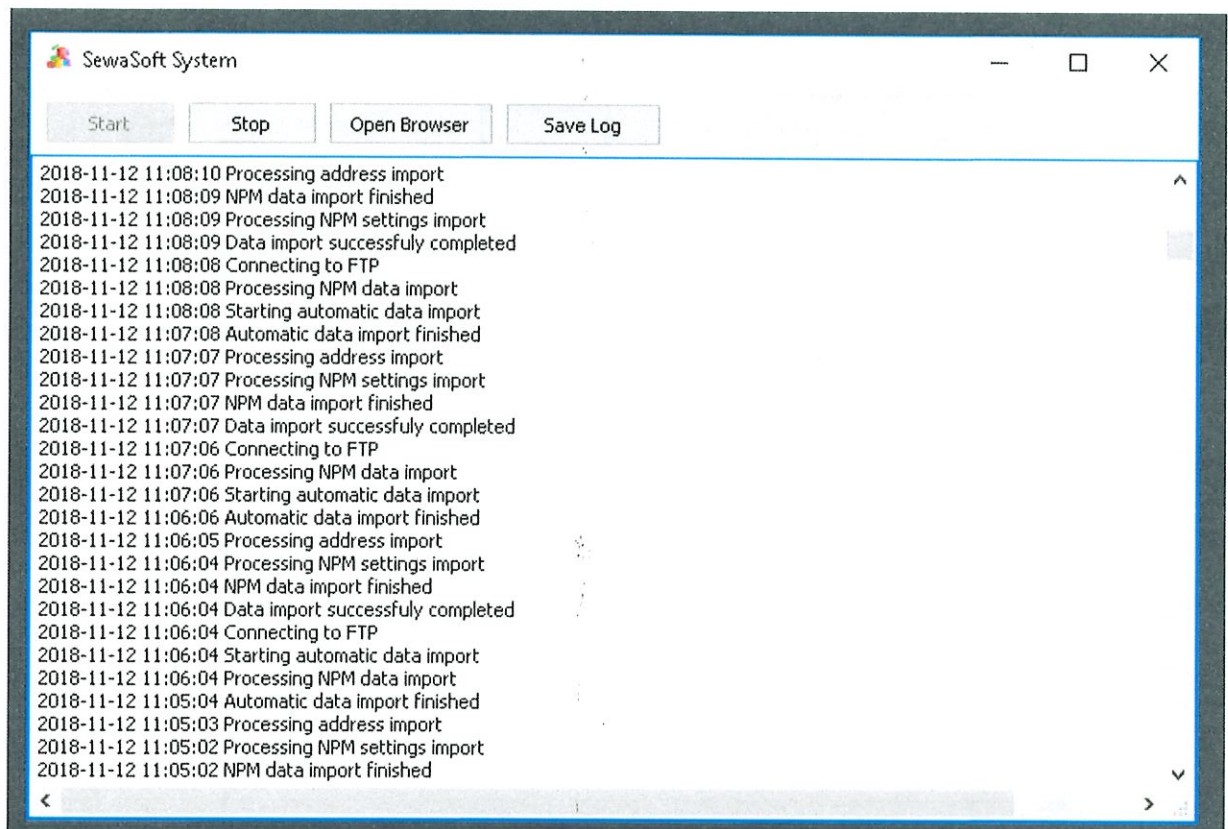 SewaSoft System
Start Stop Open Browser Save Log
2018-11-12 11:08:10 Processing address import
2018-11-12 11:08:09 NPM data import finished
2018-11-12 11:08:09 Processing NPM settings import
2018-11-12 11:08:09 Data import successfuly completed
2018-11-12 11:08:08 Connecting to FTP
2018-11-12 11:08:08 Processing NPM data import
2018-11-12 11:08:08 Starting automatic data import
2018-11-12 11:07:08 Automatic data import finished
2018-11-12 11:07:07 Processing address import
2018-11-12 11:07:07 Processing NPM settings import
2018-11-12 11:07:07 NPM data import finished
2018-11-12 11:07:07 Data import successfuly completed
2018-11-12 11:07:06 Connecting to FTP
2018-11-12 11:07:06 Processing NPM data import
2018-11-12 11:07:06 Starting automatic data import
2018-11-12 11:06:06 Automatic data import finished
2018-11-12 11:06:05 Processing address import
2018-11-12 11:06:04 Processing NPM settings import
2018-11-12 11:06:04 NPM data import finished
2018-11-12 11:06:04 Data import successfuly completed
2018-11-12 11:06:04 Connecting to FTP
2018-11-12 11:06:04 Starting automatic data import
2018-11-12 11:06:04 Processing NPM data import
2018-11-12 11:05:04 Automatic data import finished
2018-11-12 11:05:03 Processing address import
2018-11-12 11:05:02 Processing NPM settings import
2018-11-12 11:05:02 NPM data import finished